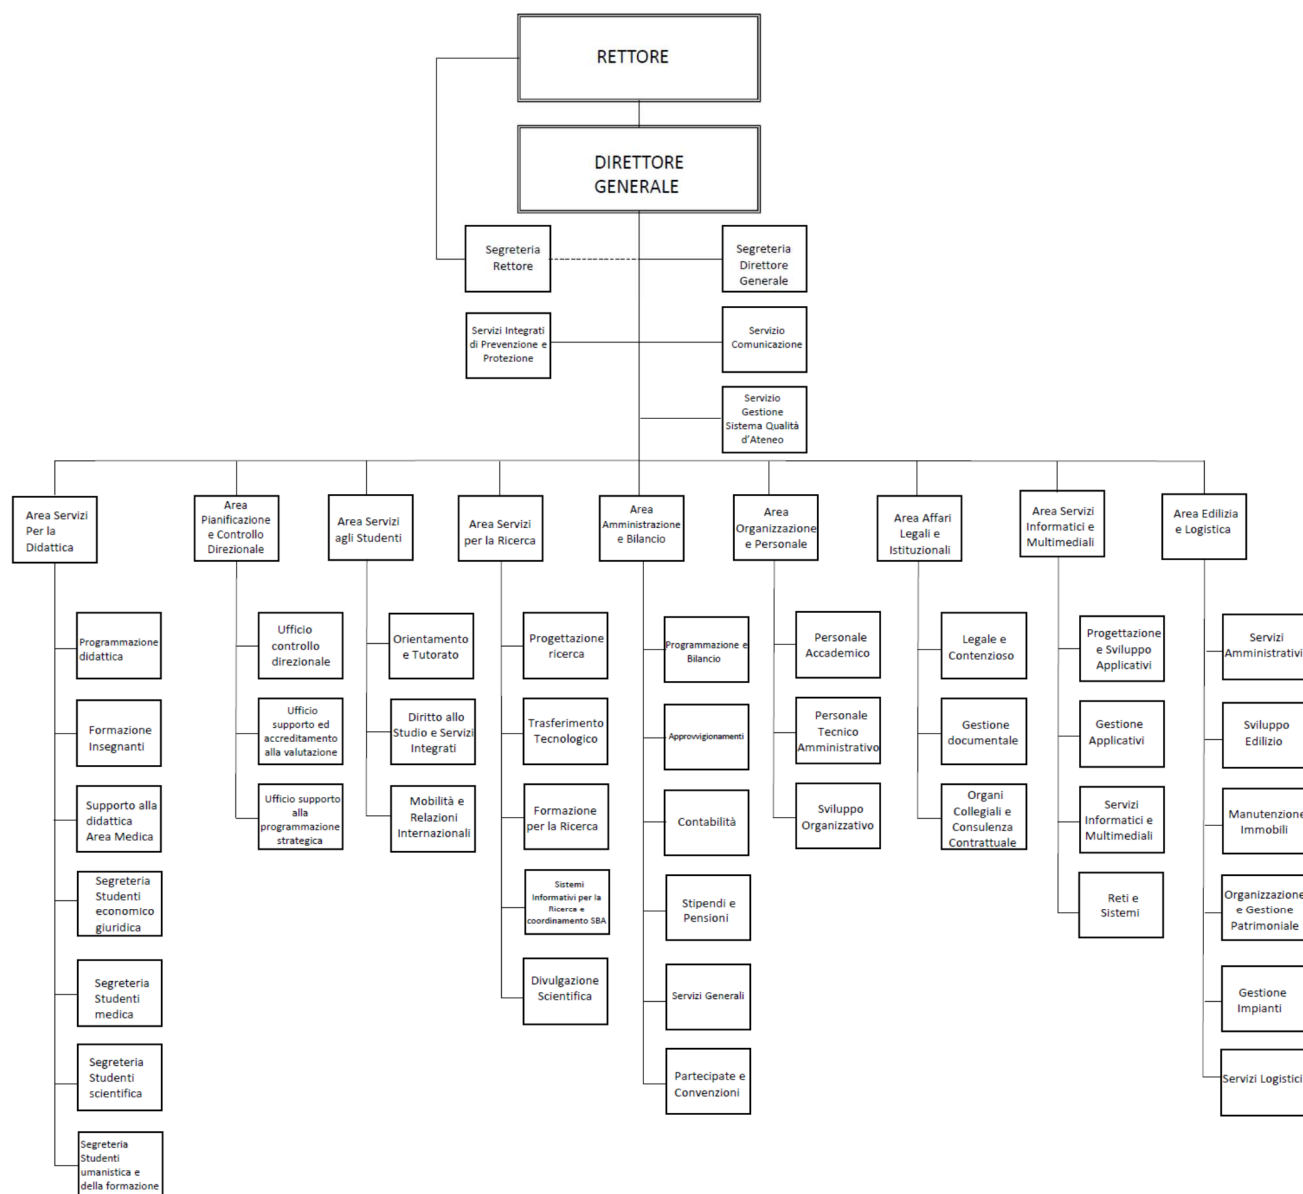 RETTORE
DIRETTORE
GENERALE
Segreteria
Rettore
Segreteria
Direttore
Generale
Servizi Integrati
di Prevenzione e
Protezione
Servizio
Comunicazione
Servizio
Gestione
Sistema Qualità
d'Ateneo
Area Servizi
Per la
Didattica
Area
Pianificazione
e Controllo
Direzionale
Area Servizi
agli Studenti
Area Servizi
per la Ricerca
Area
Amministrazione
e Bilancio
Area
Organizzazione
e Personale
Area Affari
Legali e
Istituzionali
Area Servizi
Informatici e
Multimediali
Area Edilizia
e Logistica
Programmazione
didattica
Formazione
Insegnanti
Supporto alla
didattica
Area Medica
Segreteria
Studenti
economico
giuridica
Segreteria
Studenti
medica
Segreteria
Studenti
scientifica
Segreteria
Studenti
umanistica e
della formazione
Ufficio
controllo
direzionale
Ufficio
supporto ed
accreditamento
alla valutazione
Ufficio supporto
alla
programmazione
strategica
Orientamento
e Tutorato
Diritto allo
Studio e Servizi
Integrati
Mobilità e
Relazioni
Internazionali
Progettazione
ricerca
Trasferimento
Tecnologico
Formazione
per la Ricerca
Sistemi
Informativi per la
Ricerca e
coordinamento SBA
Divulgazione
Scientifica
Programmazione e
Bilancio
Approvvigionamenti
Contabilità
Stipendi e
Pensioni
Servizi Generali
Partecipate e
Convenzioni
Personale
Accademico
Personale
Tecnico
Amministrativo
Sviluppo
Organizzativo
Legale e
Contenzioso
Gestione
documentale
Organi
Collegiali e
Consulenza
Contrattuale
Progettazione
e Sviluppo
Applicativi
Gestione
Applicativi
Servizi
Informatici e
Multimediali
Reti e
Sistemi
Servizi
Amministrativi
Sviluppo
Edilizio
Manutenzione
Immobili
Organizzazione
e Gestione
Patrimoniale
Gestione
Impianti
Servizi Logistici